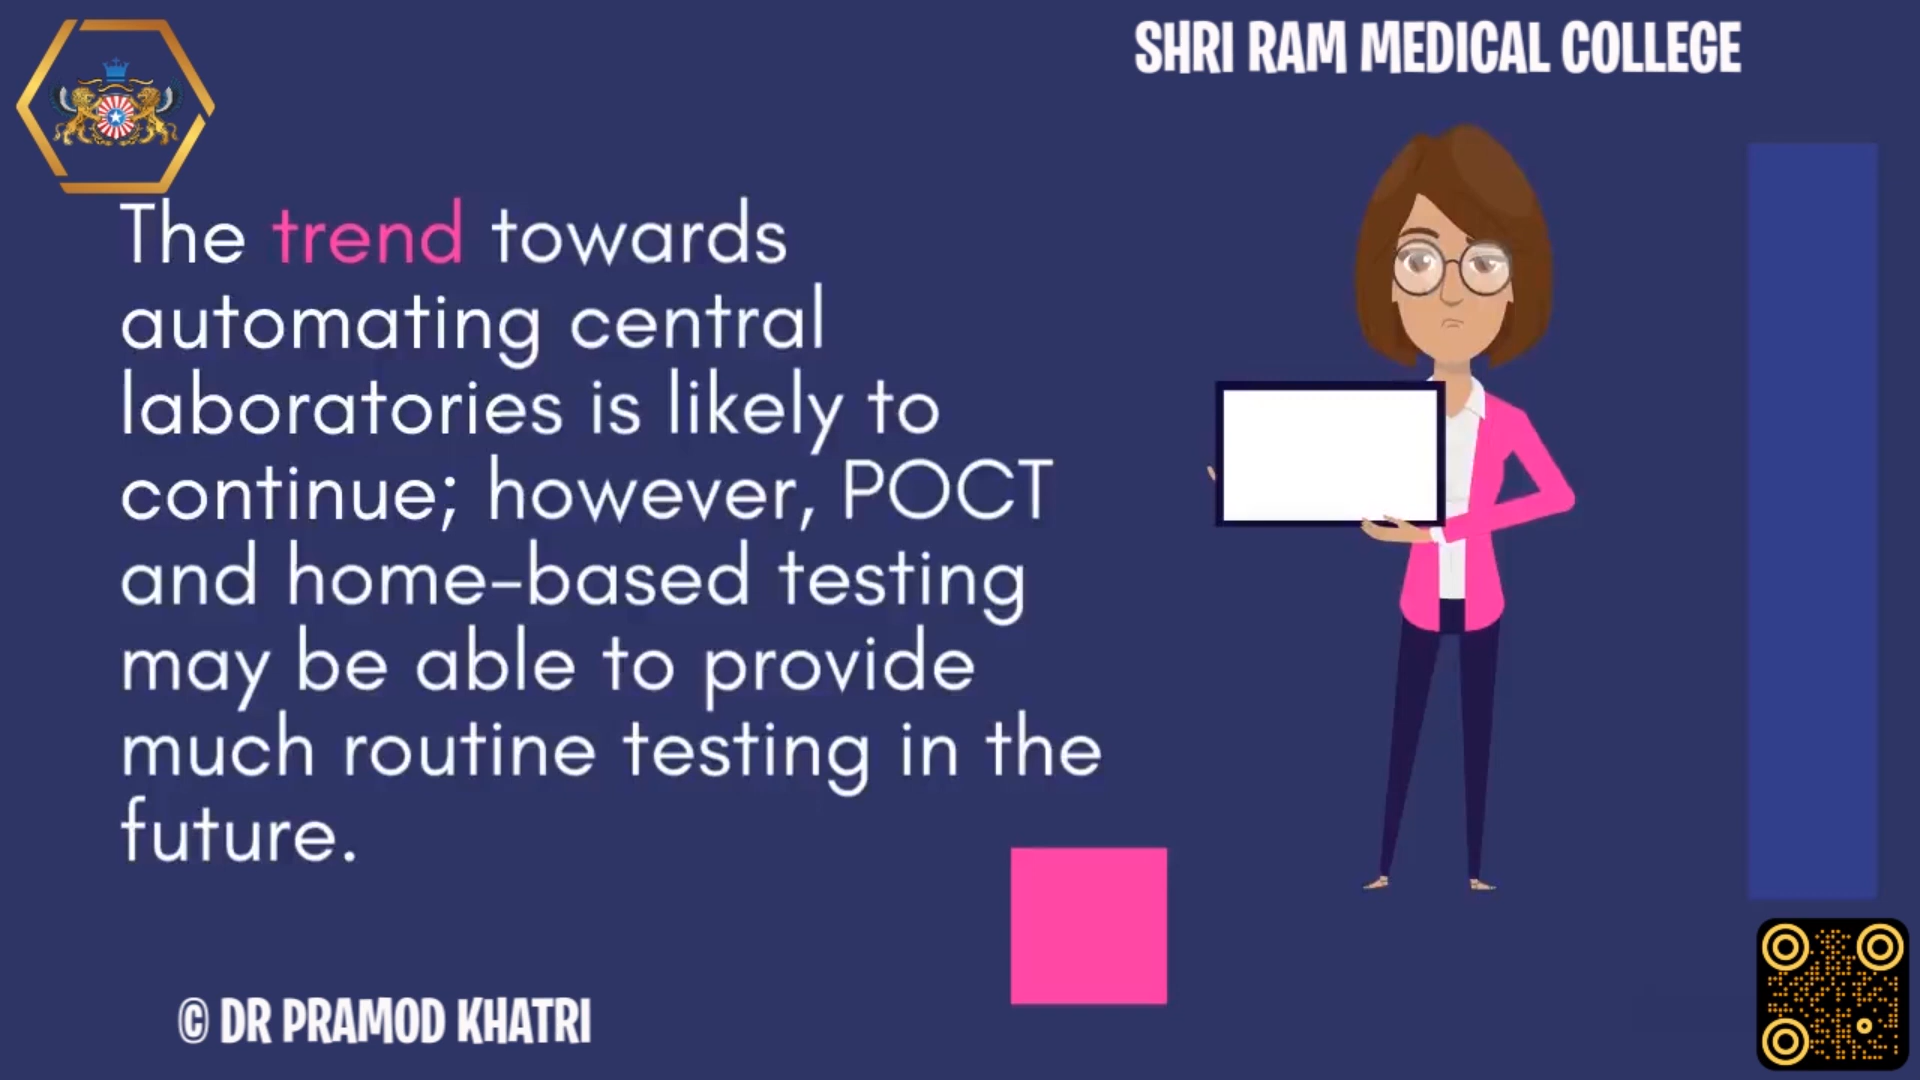 SHRI RAM MEDICAL COLLEGE
The trend towards
automating central
laboratories is likely to
continue; however, POCT
and home-based testing
may be able to provide
much routine testing in the
future.
© DR PRAMOD KHATRI